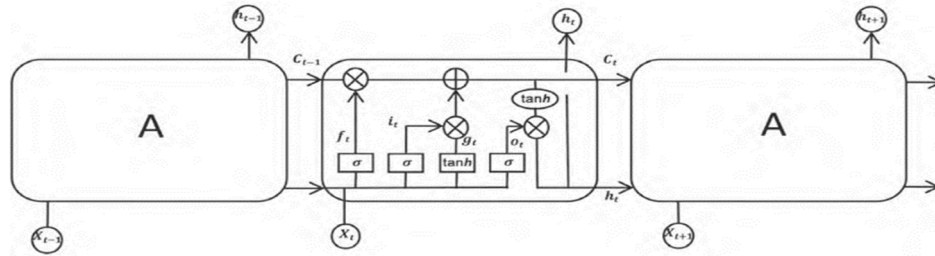 h_{t-1} h_t h_{t+1}
C_{t-1} C_t
tanh
A A
f_t i_t g_t o_t
σ σ tanh σ
h_t
X_{t-1} X_t X_{t+1}